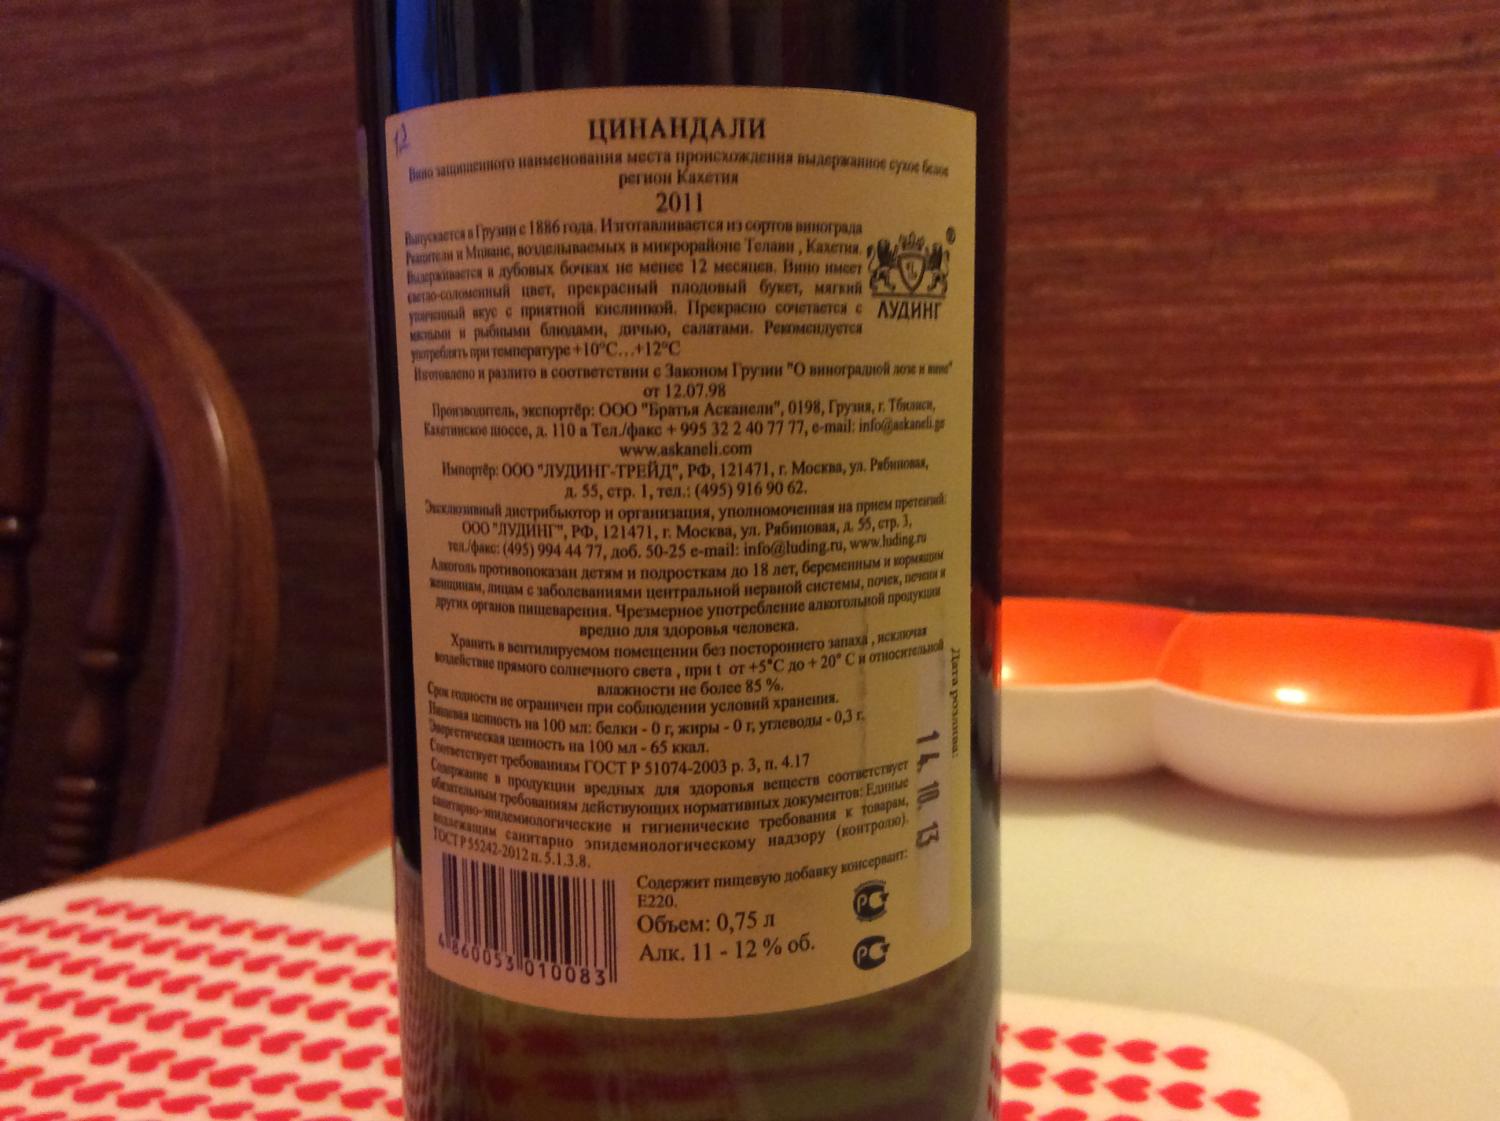 12
ЦИНАНДАЛИ
Вино защищенного наименования места происхождения выдержанное сухое белое
регион Кахетия
2011
Выпускается в Грузии с 1886 года. Изготавливается из сортов винограда
Ркацители и Мцване, возделываемых в микрорайоне Телави , Кахетия.
Выдерживается в дубовых бочках не менее 12 месяцев. Вино имеет
светло-соломенный цвет, прекрасный плодовый букет, мягкий
утонченный вкус с приятной кислинкой. Прекрасно сочетается с
мясными и рыбными блюдами, дичью, салатами. Рекомендуется
употреблять при температуре +10°C...+12°C
®
ЛУДИНГ
Изготовлено и разлито в соответствии с Законом Грузии "О виноградной лозе и вине"
от 12.07.98
Производитель, экспортёр: ООО "Братья Асканели", 0198, Грузия, г. Тбилиси,
Кахетинское шоссе, д. 110 а Тел./факс + 995 32 2 40 77 77, e-mail: info@askaneli.ge
www.askaneli.com
Импортёр: ООО "ЛУДИНГ-ТРЕЙД", РФ, 121471, г. Москва, ул. Рябиновая,
д. 55, стр. 1, тел.: (495) 916 90 62.
Эксклюзивный дистрибьютор и организация, уполномоченная на прием претензий:
ООО "ЛУДИНГ", РФ, 121471, г. Москва, ул. Рябиновая, д. 55, стр. 3,
тел./факс: (495) 994 44 77, доб. 50-25 e-mail: info@luding.ru, www.luding.ru
Алкоголь противопоказан детям и подросткам до 18 лет, беременным и кормящим
женщинам, лицам с заболеваниями центральной нервной системы, почек, печени и
других органов пищеварения. Чрезмерное употребление алкогольной продукции
вредно для здоровья человека.
Хранить в вентилируемом помещении без постороннего запаха , исключая
воздействие прямого солнечного света , при t от +5°C до + 20° C и относительной
влажности не более 85 %.
Срок годности не ограничен при соблюдении условий хранения.
Пищевая ценность на 100 мл: белки - 0 г, жиры - 0 г, углеводы - 0,3 г.
Энергетическая ценность на 100 мл - 65 ккал.
Соответствует требованиям ГОСТ Р 51074-2003 р. 3, п. 4.17
Содержание в продукции вредных для здоровья веществ соответствует
обязательным требованиям действующих нормативных документов: Единые
санитарно-эпидемиологические и гигиенические требования к товарам,
подлежащим санитарно эпидемиологическому надзору (контролю).
ГОСТ Р 55242-2012 п. 5.1.3.8.
Дата розлива:
14. 10. 13
4860053010083
Содержит пищевую добавку консервант:
E220.
Объем: 0,75 л
Алк. 11 - 12 % об.